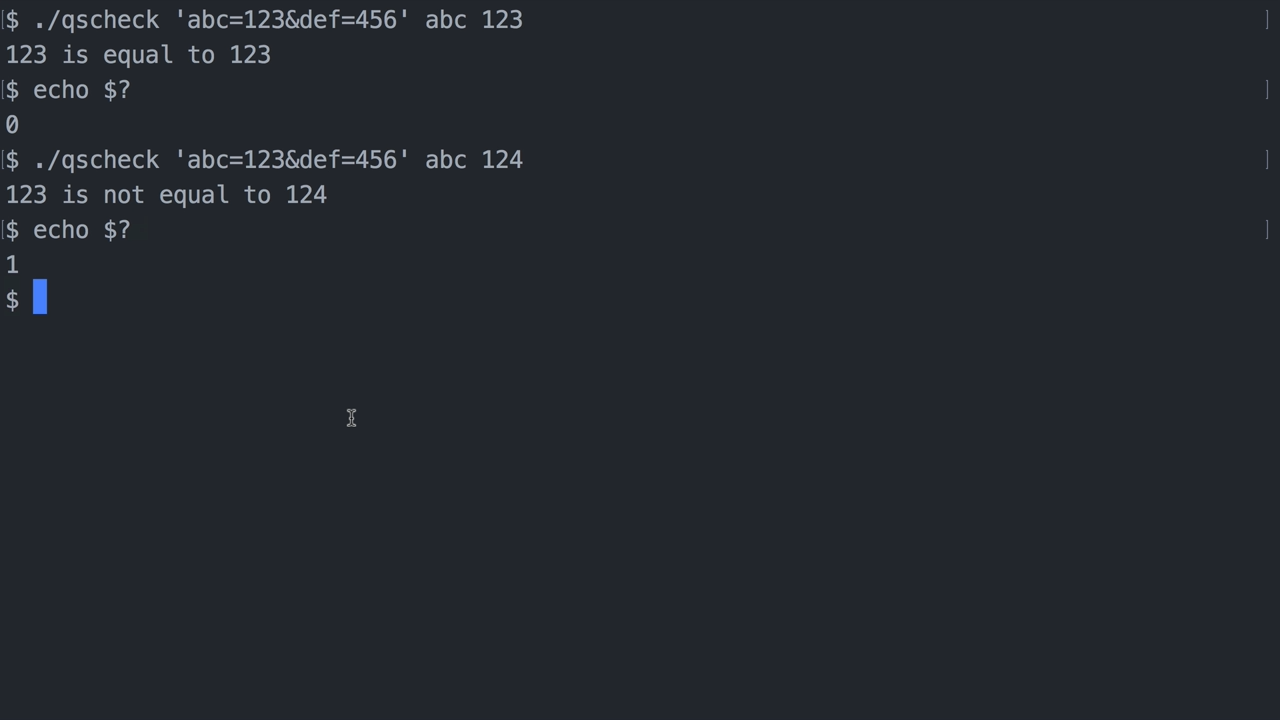 [$ ./qscheck 'abc=123&def=456' abc 123 ]
123 is equal to 123
[$ echo $? ]
0
[$ ./qscheck 'abc=123&def=456' abc 124 ]
123 is not equal to 124
[$ echo $? ]
1
$